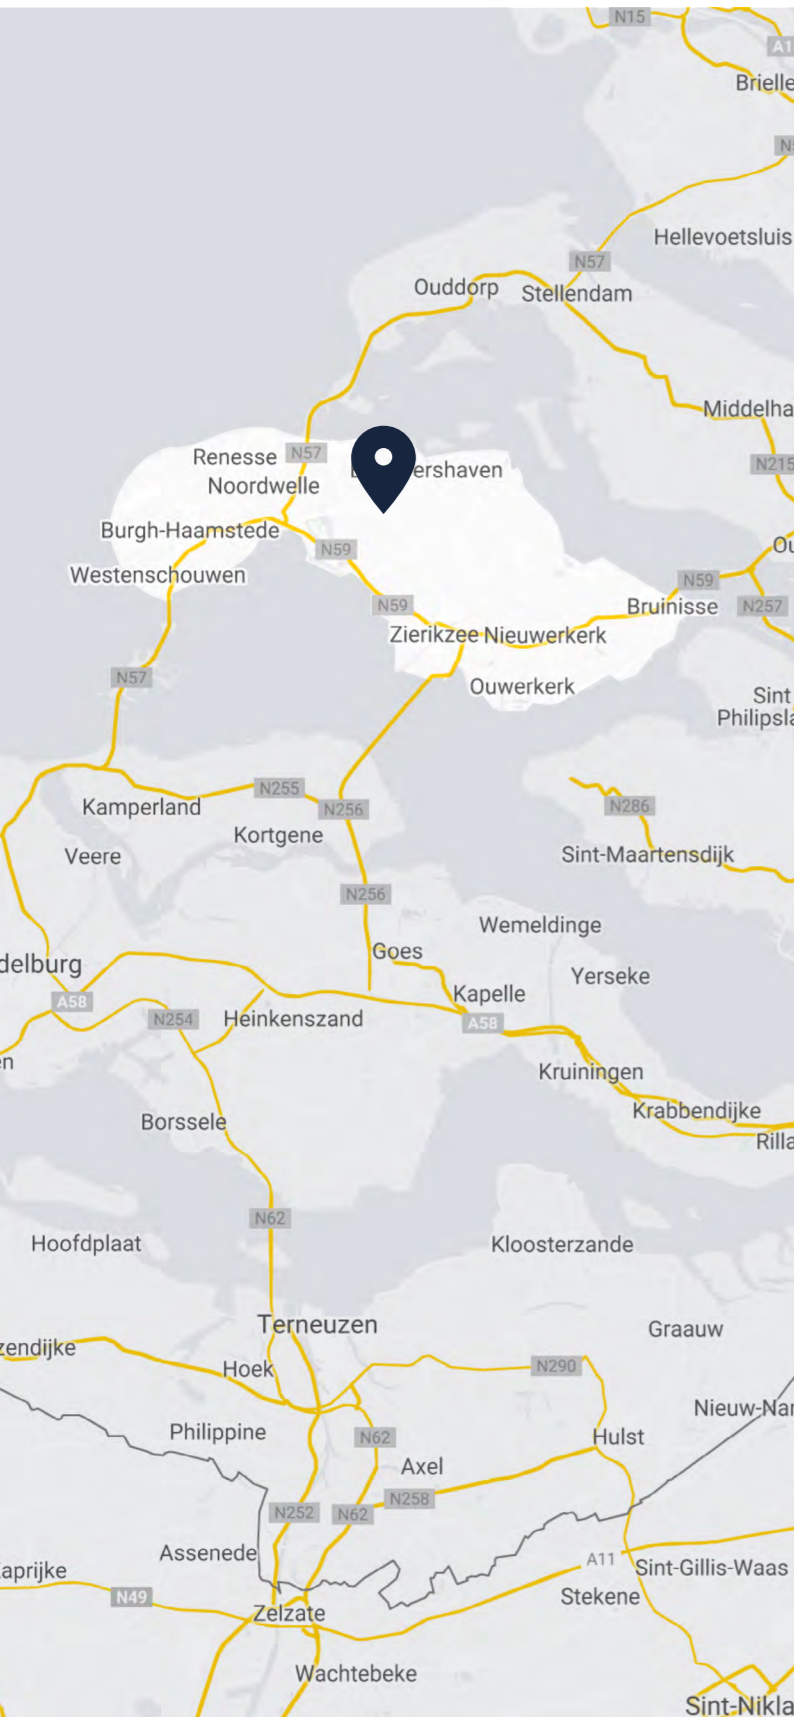 N15
A1
Brielle
N5
Hellevoetsluis
N57
Ouddorp
Stellendam
Middelha
N215
Renesse
N57
ershaven
Noordwelle
Burgh-Haamstede
N59
Ou
Westenschouwen
N59
N59
Bruinisse
N257
Zierikzee
Nieuwerkerk
N57
Ouwerkerk
Sint
Philipsla
N255
Kamperland
N256
N286
Kortgene
Veere
Sint-Maartensdijk
N256
Wemeldinge
Goes
delburg
Yerseke
Kapelle
A58
N254
Heinkenszand
A58
en
Kruiningen
Krabbendijke
Borssele
Rilla
N62
Hoofdplaat
Kloosterzande
Terneuzen
Graauw
zendijke
Hoek
N290
Nieuw-Nam
Philippine
N62
Hulst
Axel
N258
N252
N62
Assenede
A11
aprijke
Sint-Gillis-Waas
N49
Stekene
Zelzate
Wachtebeke
Sint-Nikla